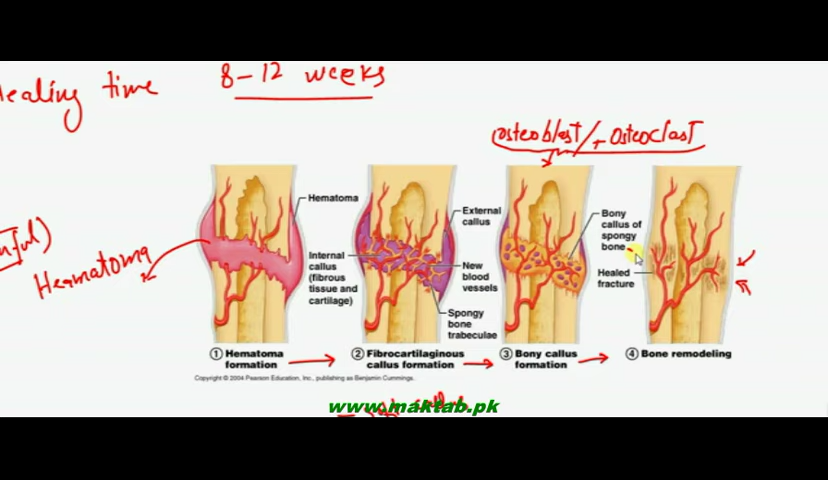 Healing time 8-12 weeks
osteoblast/+osteoclast
Hematoma
External callus
Internal callus (fibrous tissue and cartilage)
New blood vessels
Spongy bone trabeculae
Bony callus of spongy bone
Healed fracture
Heamatoma
1 Hematoma formation
2 Fibrocartilaginous callus formation
3 Bony callus formation
4 Bone remodeling
Copyright © 2004 Pearson Education, Inc., publishing as Benjamin Cummings.
www.maktab.pk